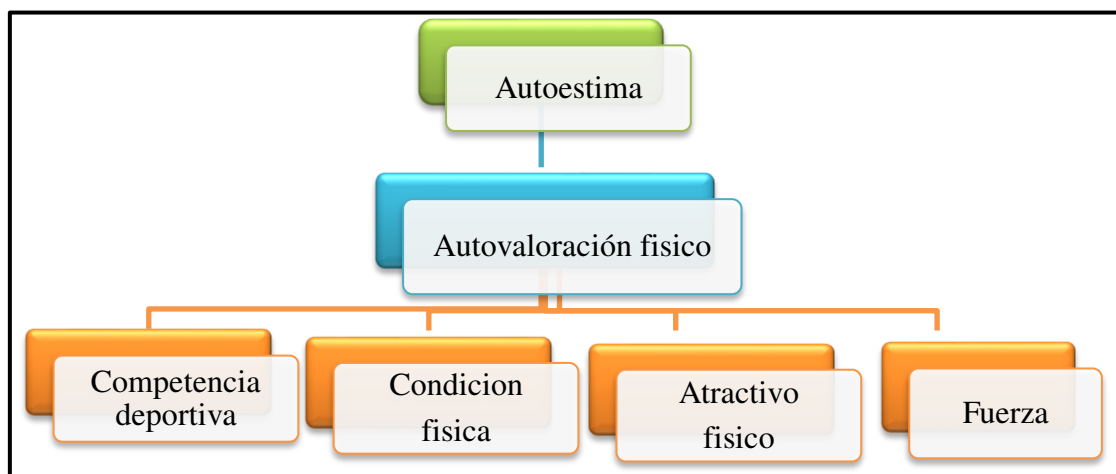 Autoestima
Autovaloración fisico
Competencia
deportiva
Condicion
fisica
Atractivo
fisico
Fuerza